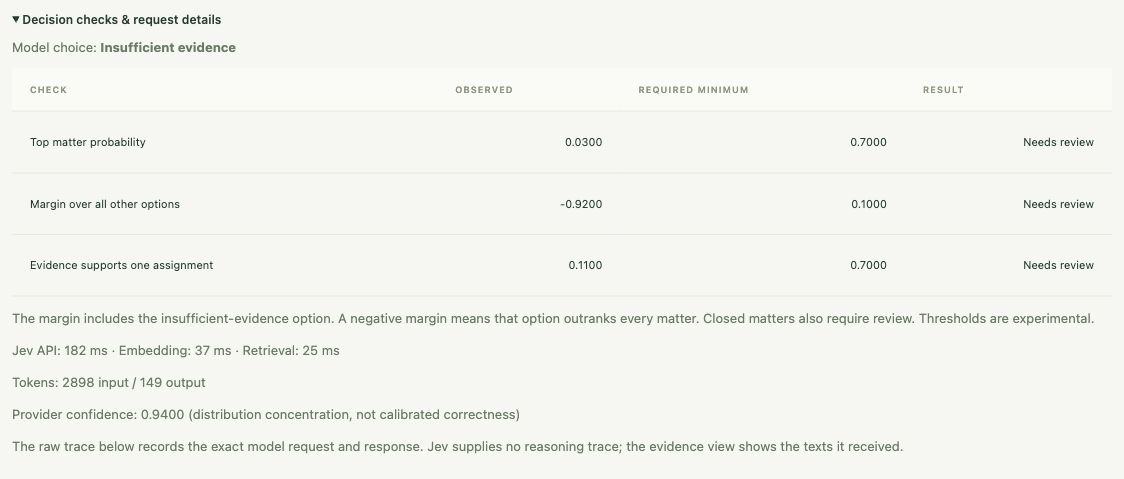 ▼ Decision checks & request details
Model choice: Insufficient evidence
CHECK OBSERVED REQUIRED MINIMUM RESULT
Top matter probability 0.0300 0.7000 Needs review
Margin over all other options -0.9200 0.1000 Needs review
Evidence supports one assignment 0.1100 0.7000 Needs review
The margin includes the insufficient-evidence option. A negative margin means that option outranks every matter. Closed matters also require review. Thresholds are experimental.
Jev API: 182 ms · Embedding: 37 ms · Retrieval: 25 ms
Tokens: 2898 input / 149 output
Provider confidence: 0.9400 (distribution concentration, not calibrated correctness)
The raw trace below records the exact model request and response. Jev supplies no reasoning trace; the evidence view shows the texts it received.